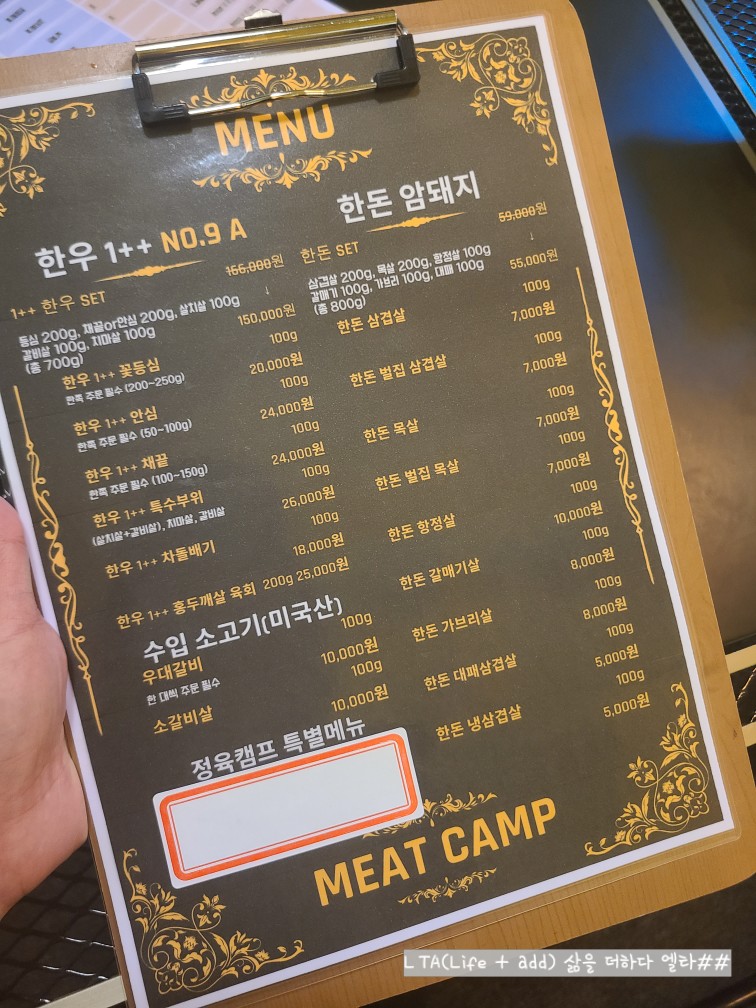 MENU
한우 1++ NO.9 A
1++ 한우 SET
166,000원
↓
등심 200g, 채끝or안심 200g, 살치살 100g
갈비살 100g, 치마살 100g
(총 700g)
150,000원
100g
한우 1++ 꽃등심
20,000원
한쪽 주문 필수 (200~250g)
100g
한우 1++ 안심
24,000원
한쪽 주문 필수 (50~100g)
100g
한우 1++ 채끝
24,000원
한쪽 주문 필수 (100~150g)
100g
한우 1++ 특수부위
26,000원
(살치살+갈비살), 치마살, 갈비살
100g
한우 1++ 차돌배기
18,000원
한우 1++ 홍두깨살 육회 200g 25,000원
수입 소고기(미국산)
100g
우대갈비
10,000원
한 대씩 주문 필수
100g
소갈비살
10,000원
정육캠프 특별메뉴
한돈 암돼지
한돈 SET
59,000원
↓
삼겹살 200g, 목살 200g, 항정살 100g
갈매기 100g, 가브리 100g, 대패 100g
(총 800g)
55,000원
100g
한돈 삼겹살
7,000원
100g
한돈 벌집 삼겹살
7,000원
100g
한돈 목살
7,000원
100g
한돈 벌집 목살
7,000원
100g
한돈 항정살
10,000원
100g
한돈 갈매기살
8,000원
100g
한돈 가브리살
8,000원
100g
한돈 대패삼겹살
5,000원
100g
한돈 냉삼겹살
5,000원
MEAT CAMP
LTA(Life + add) 삶을 더하다 엘라##